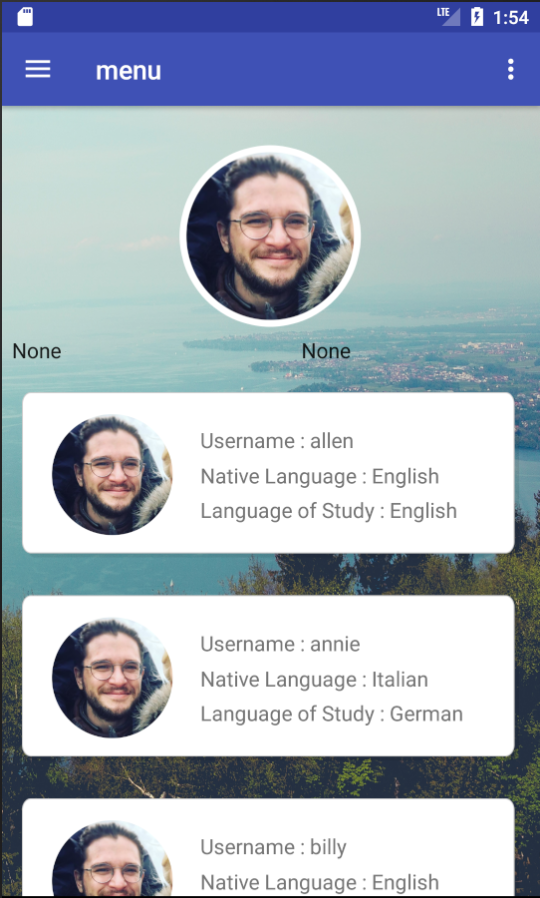 LTE 1:54
menu
None None
Username : allen
Native Language : English
Language of Study : English
Username : annie
Native Language : Italian
Language of Study : German
Username : billy
Native Language : English